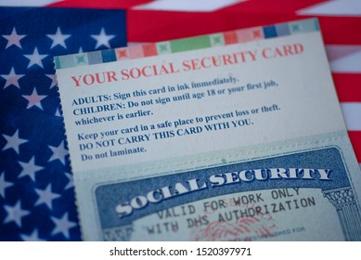 YOUR SOCIAL SECURITY CARD
ADULTS: Sign this card in ink immediately.
CHILDREN: Do not sign until age 18 or your first job,
whichever is earlier.
Keep your card in a safe place to prevent loss or theft.
DO NOT CARRY THIS CARD WITH YOU.
Do not laminate.
SOCIAL SECURITY
VALID FOR WORK ONLY
WITH DHS AUTHORIZATION
shutterstock.com · 1520397971